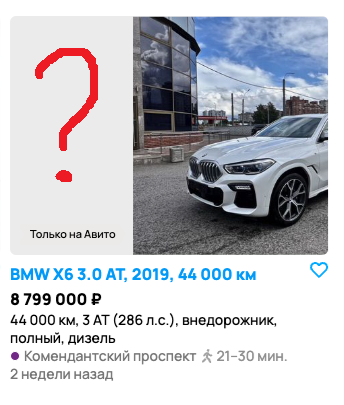 ?
Только на Авито
BMW X6 3.0 AT, 2019, 44 000 км
8 799 000 ₽
44 000 км, 3 AT (286 л.с.), внедорожник,
полный, дизель
Комендантский проспект 21–30 мин.
2 недели назад